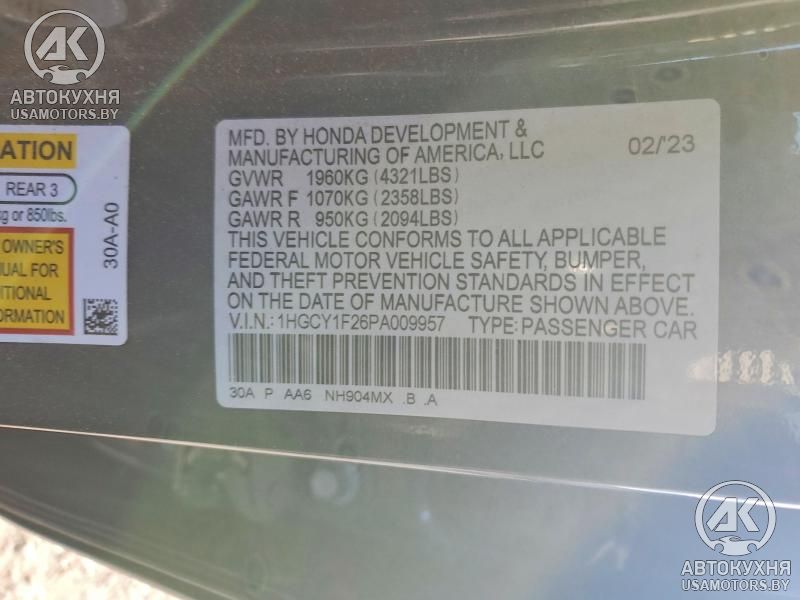 AK
АВТОКУХНЯ
USAMOTORS.BY
ATION
REAR 3
or 850lbs.
OWNER'S
UAL FOR
ITIONAL
ORMATION
30A-A0
MFD. BY HONDA DEVELOPMENT &
MANUFACTURING OF AMERICA, LLC 02/'23
GVWR 1960KG (4321LBS)
GAWR F 1070KG (2358LBS)
GAWR R 950KG (2094LBS)
THIS VEHICLE CONFORMS TO ALL APPLICABLE
FEDERAL MOTOR VEHICLE SAFETY, BUMPER,
AND THEFT PREVENTION STANDARDS IN EFFECT
ON THE DATE OF MANUFACTURE SHOWN ABOVE.
V.I.N.: 1HGCY1F26PA009957 TYPE: PASSENGER CAR
30A P AA6 NH904MX .B .A
AK
АВТОКУХНЯ
USAMOTORS.BY